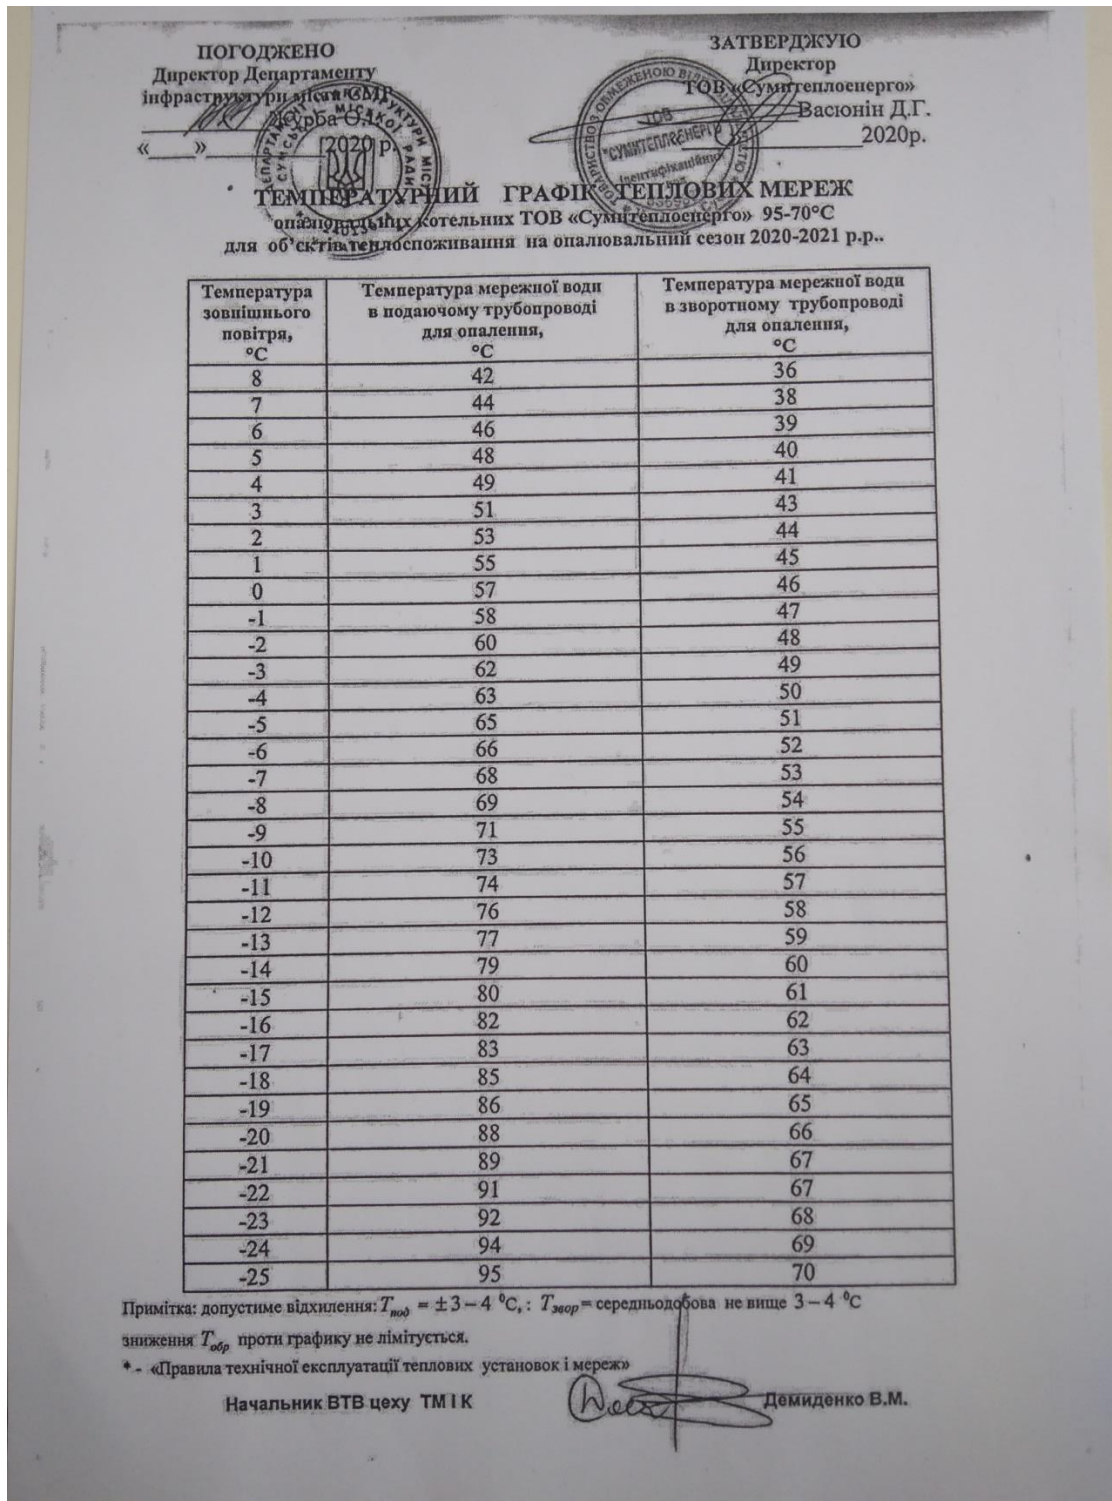 ПОГОДЖЕНО
Директор Департаменту
інфраструктури міста СМР
Журба О.І.
«____»__________ 2020 р.
ЗАТВЕРДЖУЮ
Директор
ТОВ «Сумитеплоенерго»
Васюнін Д.Г.
2020р.
ТЕМПЕРАТУРНИЙ ГРАФІК ТЕПЛОВИХ МЕРЕЖ
опалювальних котельних ТОВ «Сумитеплоенерго» 95-70°С
для об’єктів теплоспоживання на опалювальний сезон 2020-2021 р.р..
Температура зовнішнього повітря, °С | Температура мережної води в подаючому трубопроводі для опалення, °С | Температура мережної води в зворотному трубопроводі для опалення, °С
8 42 36
7 44 38
6 46 39
5 48 40
4 49 41
3 51 43
2 53 44
1 55 45
0 57 46
-1 58 47
-2 60 48
-3 62 49
-4 63 50
-5 65 51
-6 66 52
-7 68 53
-8 69 54
-9 71 55
-10 73 56
-11 74 57
-12 76 58
-13 77 59
-14 79 60
-15 80 61
-16 82 62
-17 83 63
-18 85 64
-19 86 65
-20 88 66
-21 89 67
-22 91 67
-23 92 68
-24 94 69
-25 95 70
Примітка: допустиме відхилення: Tпод = ± 3 – 4 ⁰С, : Tзвор = середньодобова не вище 3 – 4 ⁰С
зниження Tобр проти графику не лімітується.
* - «Правила технічної експлуатації теплових установок і мереж»
Начальник ВТВ цеху ТМ І К Демиденко В.М.